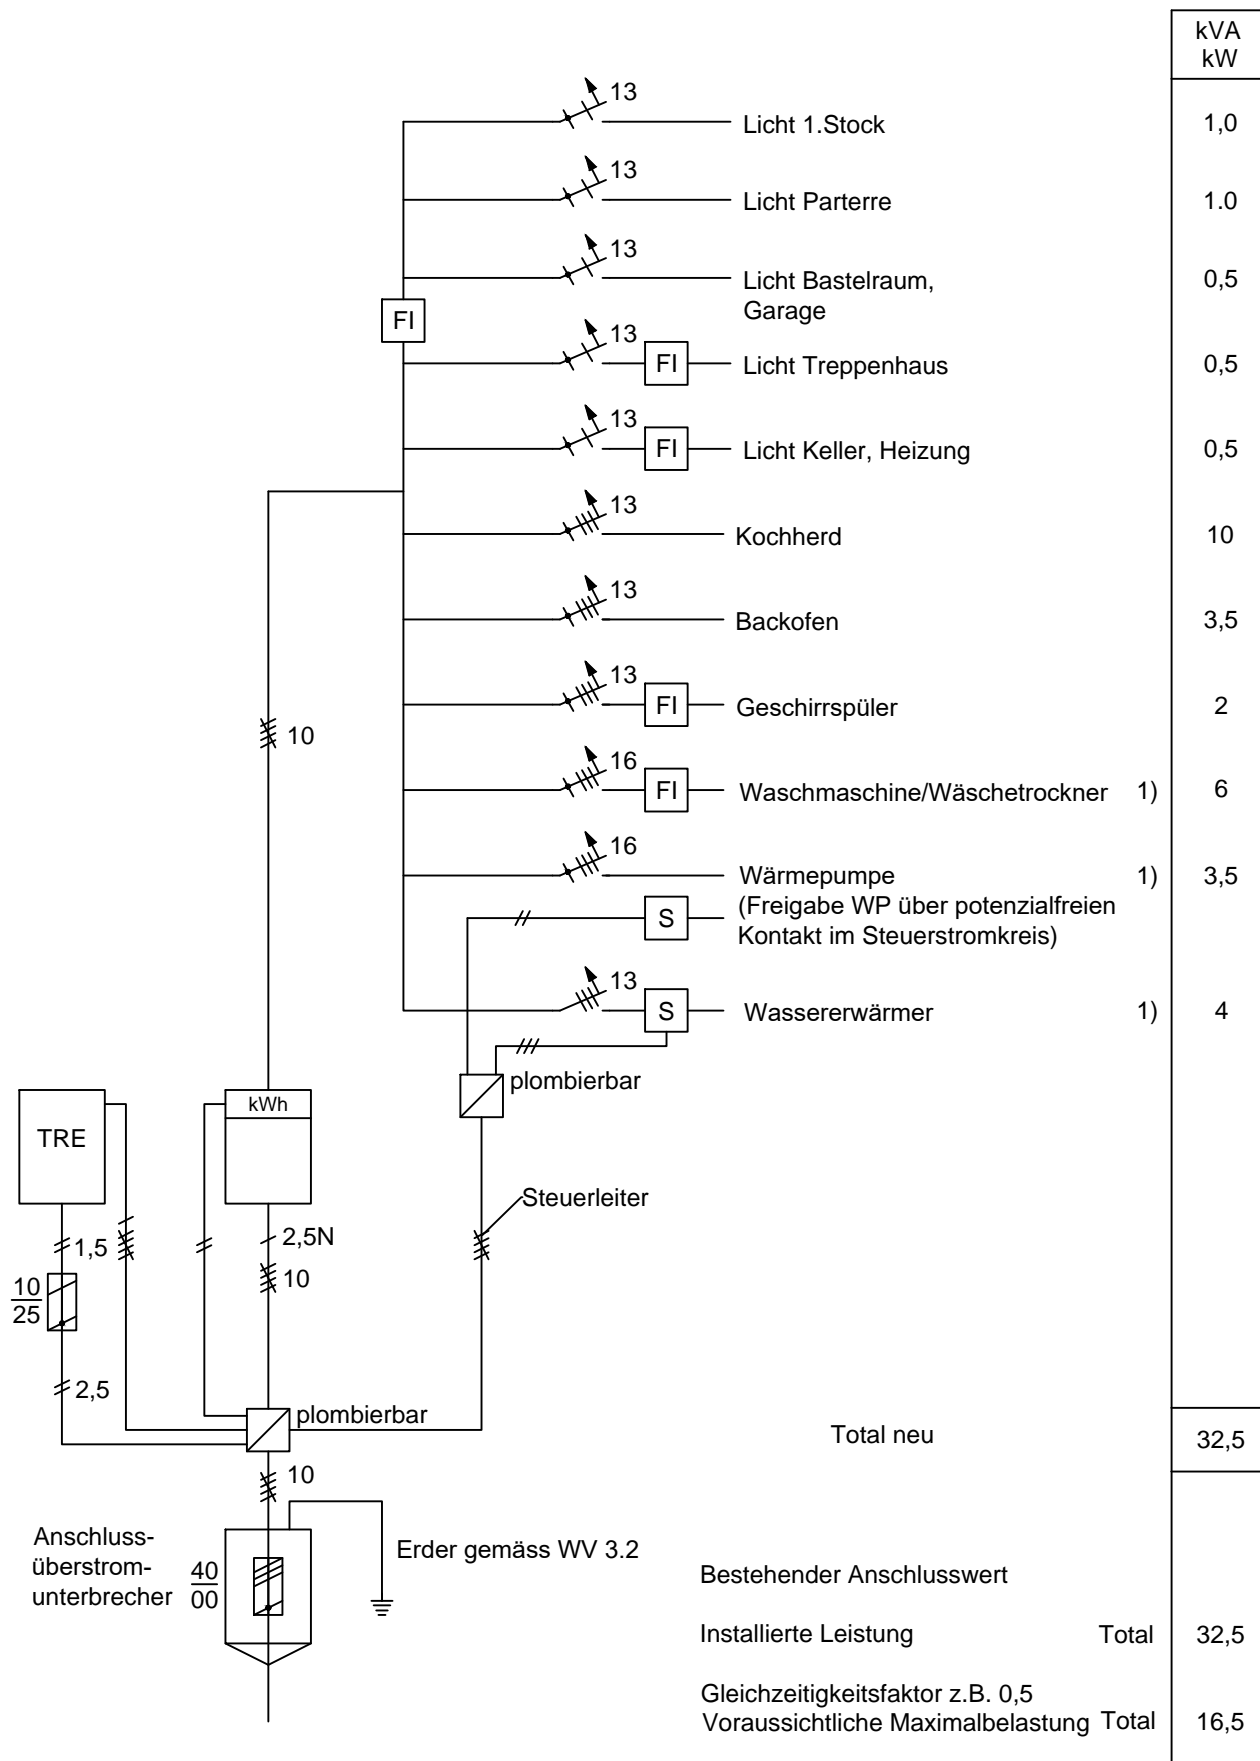 kVA
kW
13
Licht 1.Stock
1,0
13
Licht Parterre
1.0
13
Licht Bastelraum,
Garage
0,5
FI
13
FI
Licht Treppenhaus
0,5
13
FI
Licht Keller, Heizung
0,5
13
Kochherd
10
13
Backofen
3,5
13
FI
Geschirrspüler
2
10
16
FI
Waschmaschine/Wäschetrockner 1)
6
16
Wärmepumpe 1)
3,5
S
(Freigabe WP über potenzialfreien
Kontakt im Steuerstromkreis)
13
S
Wassererwärmer 1)
4
plombierbar
TRE
kWh
Steuerleiter
1,5
2,5N
10
10
25
2,5
plombierbar
Total neu
32,5
10
Anschluss-
überstrom-
unterbrecher
40
00
Erder gemäss WV 3.2
Bestehender Anschlusswert
Installierte Leistung Total
32,5
Gleichzeitigkeitsfaktor z.B. 0,5
Voraussichtliche Maximalbelastung Total
16,5